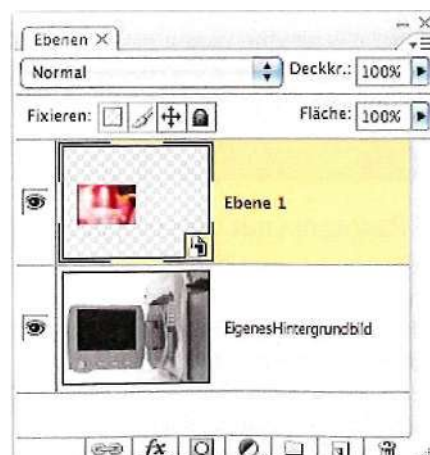 Ebenen ×
Normal Deckkr.: 100%
Fixieren: Fläche: 100%
Ebene 1
EigenesHintergrundbild
fx